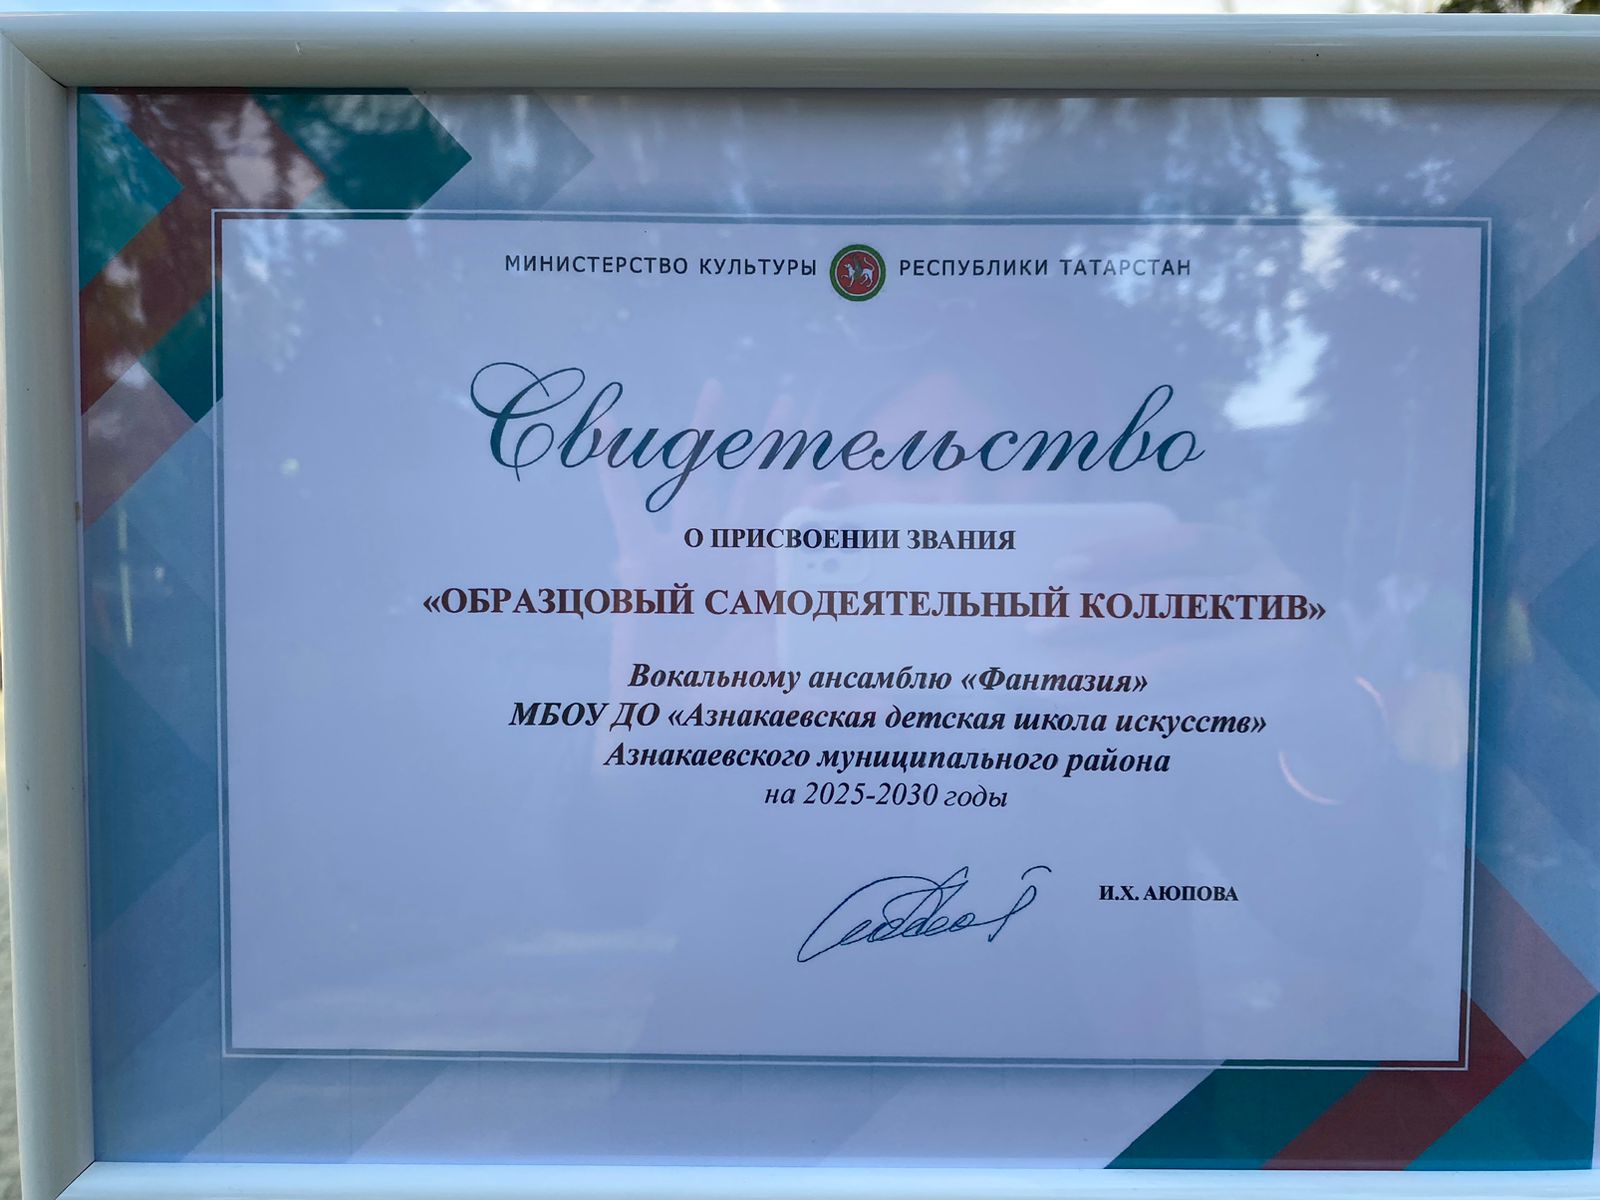 МИНИСТЕРСТВО КУЛЬТУРЫ РЕСПУБЛИКИ ТАТАРСТАН
Свидетельство
О ПРИСВОЕНИИ ЗВАНИЯ
«ОБРАЗЦОВЫЙ САМОДЕЯТЕЛЬНЫЙ КОЛЛЕКТИВ»
Вокальному ансамблю «Фантазия»
МБОУ ДО «Азнакаевская детская школа искусств»
Азнакаевского муниципального района
на 2025-2030 годы
И.Х. АЮПОВА